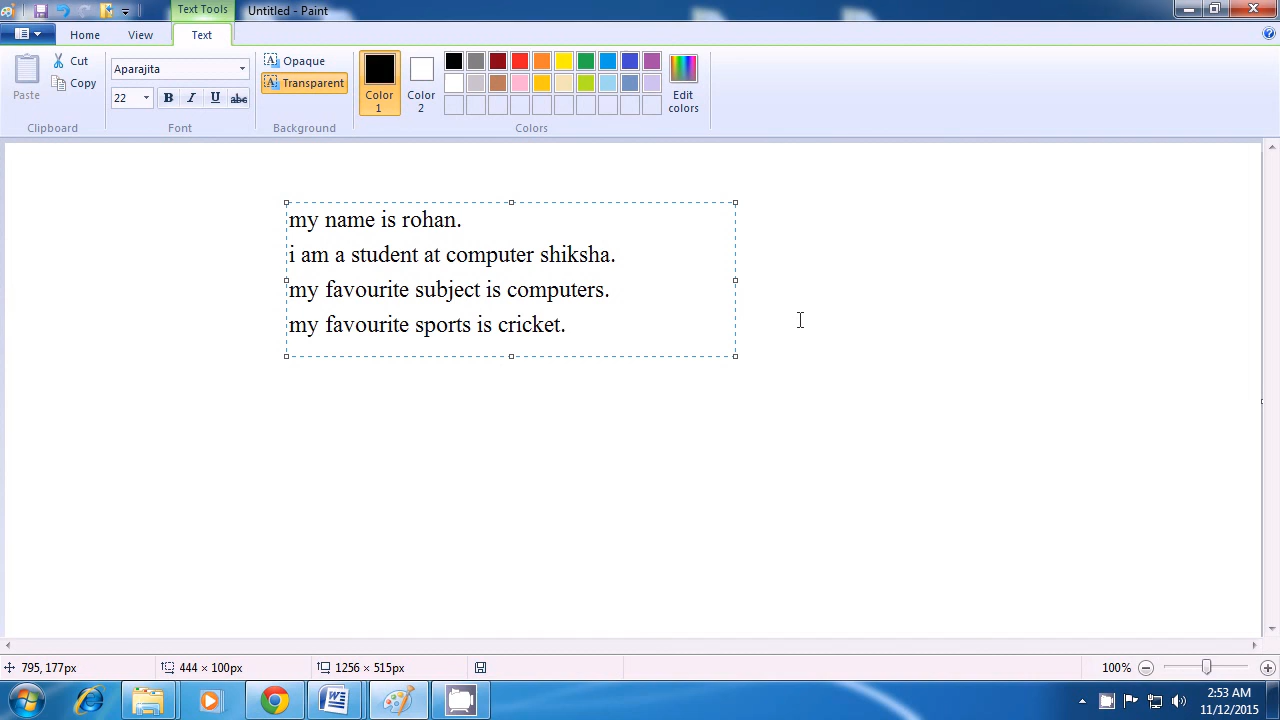 Text Tools
Untitled - Paint
Home
View
Text
Paste
Cut
Copy
Clipboard
Aparajita
22
B I U abc
Font
Opaque
Transparent
Background
Color 1
Color 2
Edit colors
Colors
my name is rohan.
i am a student at computer shiksha.
my favourite subject is computers.
my favourite sports is cricket.
795, 177px
444 × 100px
1256 × 515px
100%
2:53 AM
11/12/2015